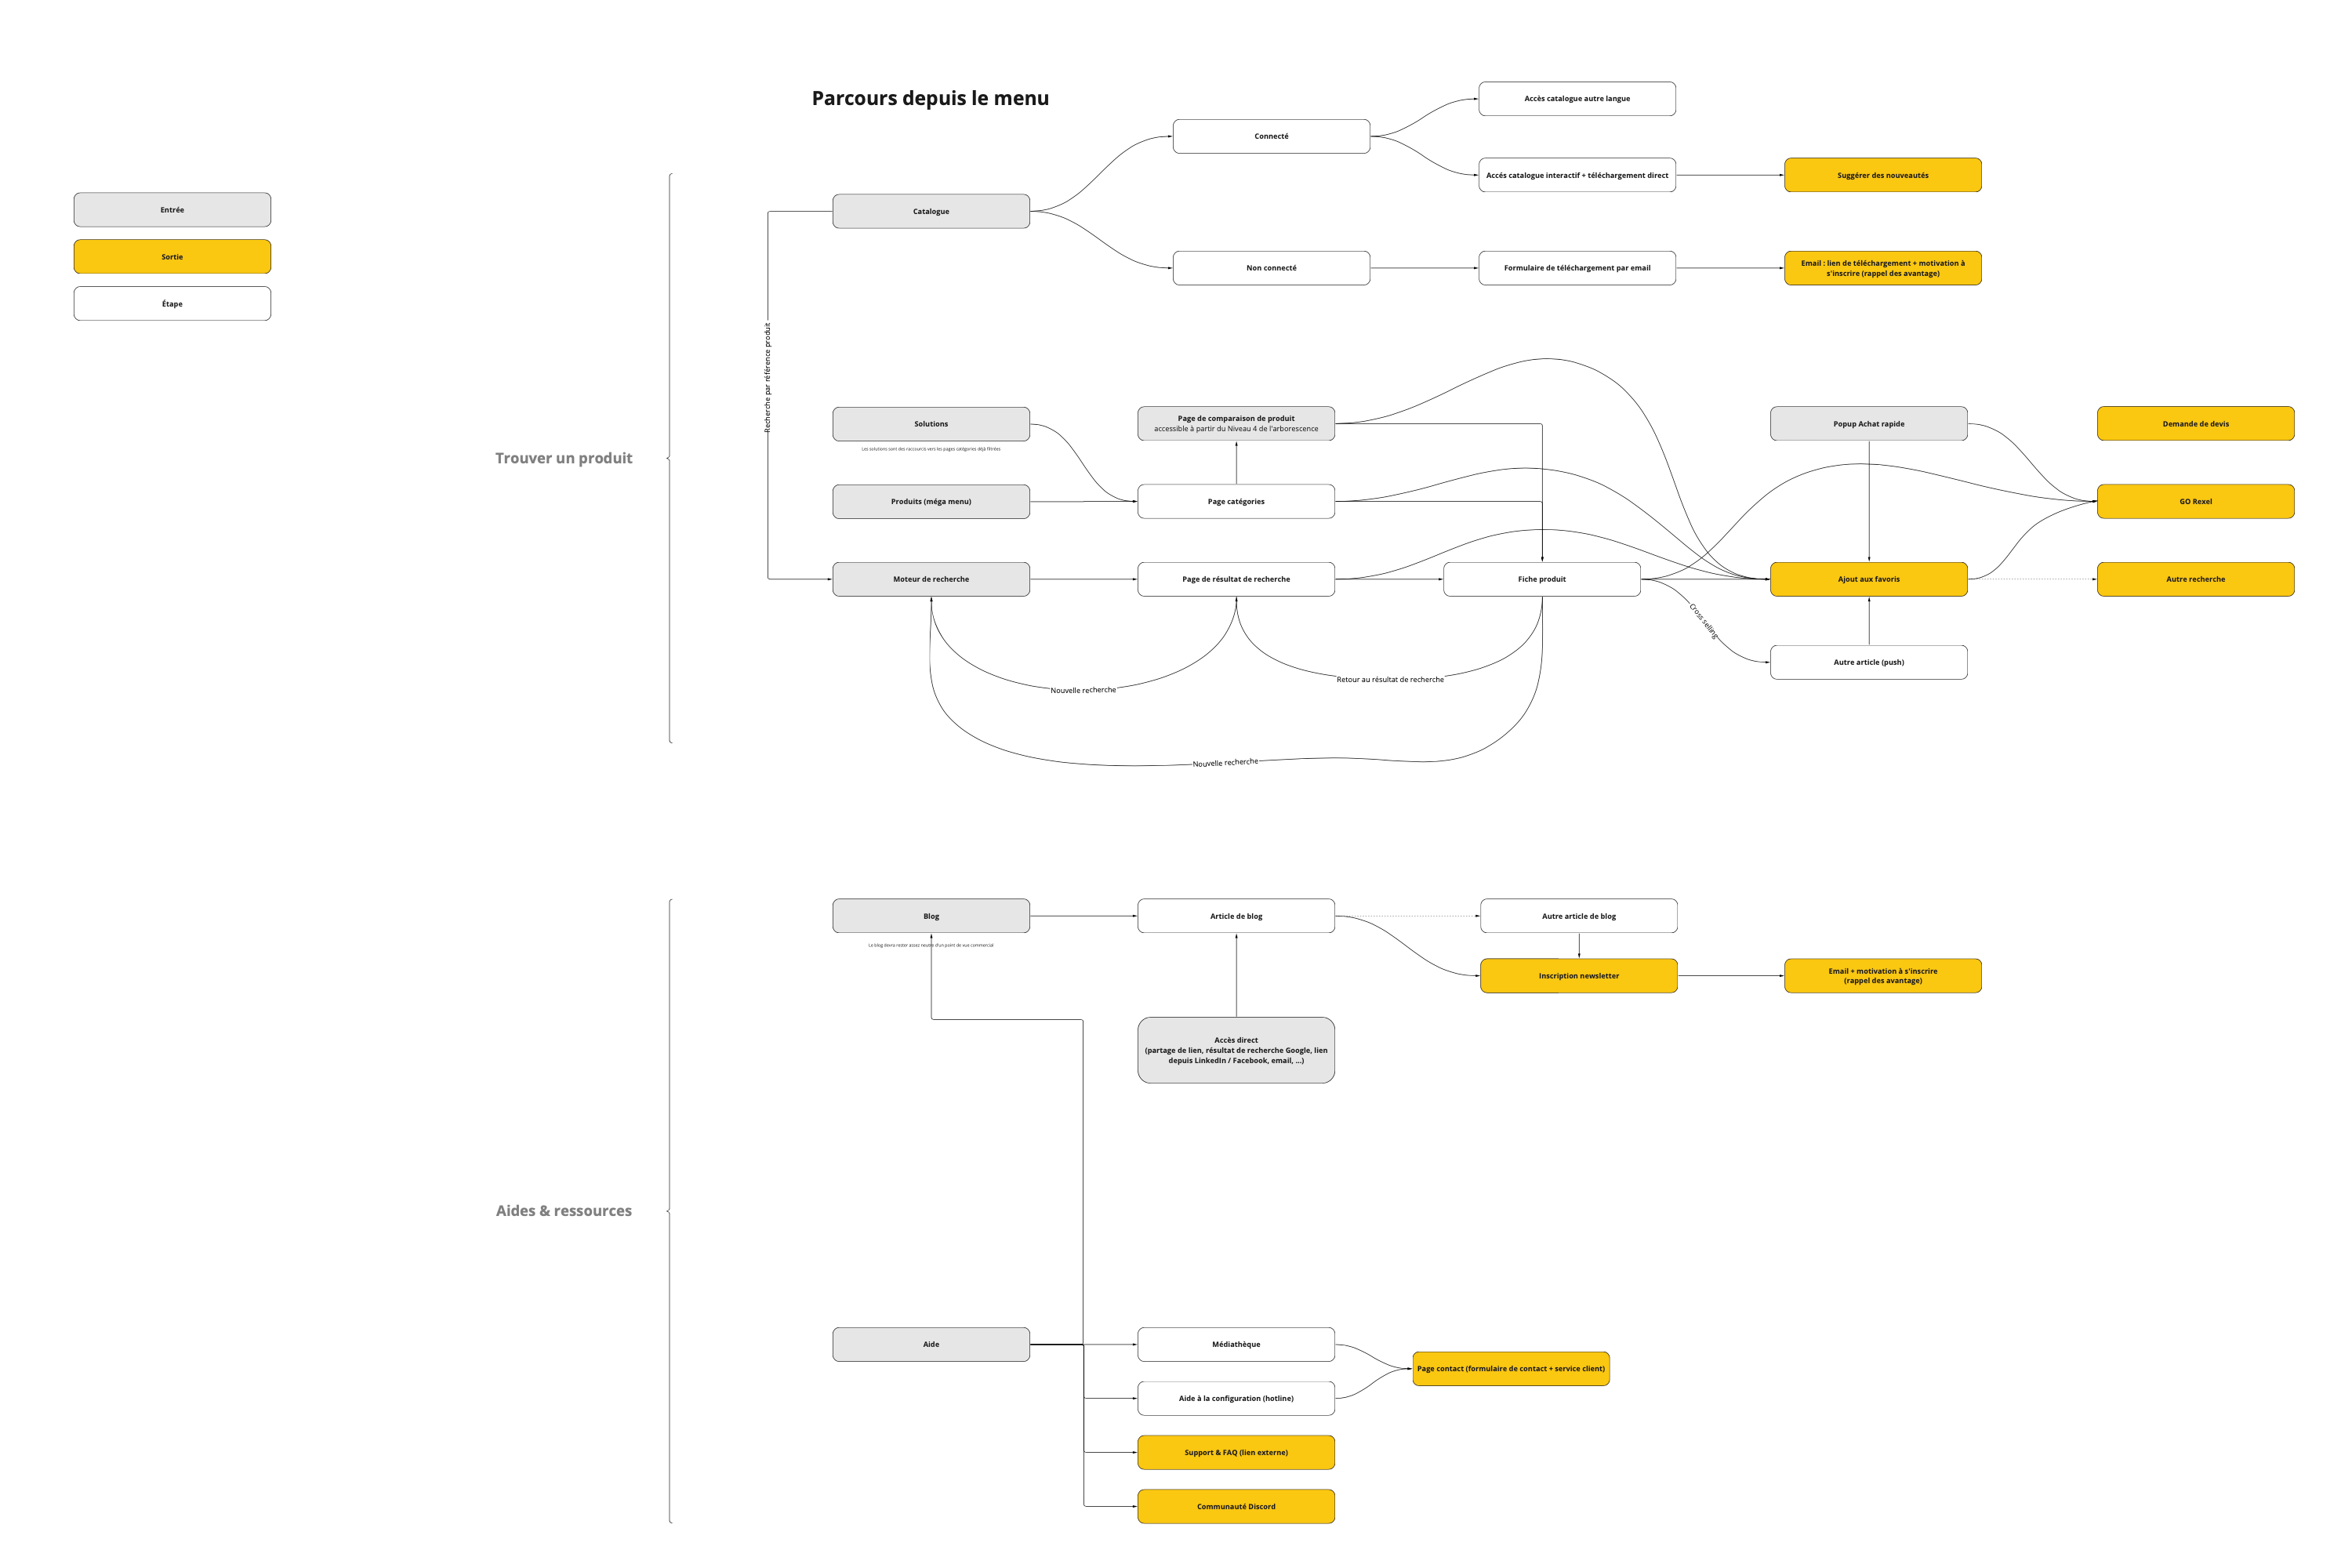 Parcours depuis le menu
Entrée
Sortie
Étape
Trouver un produit
Catalogue
Connecté
Accès catalogue autre langue
Accés catalogue interactif + téléchargement direct
Suggérer des nouveautés
Non connecté
Formulaire de téléchargement par email
Email : lien de téléchargement + motivation à
s'inscrire (rappel des avantage)
Recherche par référence produit
Solutions
Les solutions sont des raccourcis vers les pages catégories déjà filtrées
Page de comparaison de produit
accessible à partir du Niveau 4 de l'arborescence
Popup Achat rapide
Demande de devis
Produits (méga menu)
Page catégories
GO Rexel
Moteur de recherche
Page de résultat de recherche
Fiche produit
Ajout aux favoris
Autre recherche
Cross selling
Autre article (push)
Nouvelle recherche
Retour au résultat de recherche
Nouvelle recherche
Aides & ressources
Blog
Le blog devra rester assez neutre d'un point de vue commercial
Article de blog
Autre article de blog
Inscription newsletter
Email + motivation à s'inscrire
(rappel des avantage)
Accès direct
(partage de lien, résultat de recherche Google, lien
depuis LinkedIn / Facebook, email, ...)
Aide
Médiathèque
Page contact (formulaire de contact + service client)
Aide à la configuration (hotline)
Support & FAQ (lien externe)
Communauté Discord